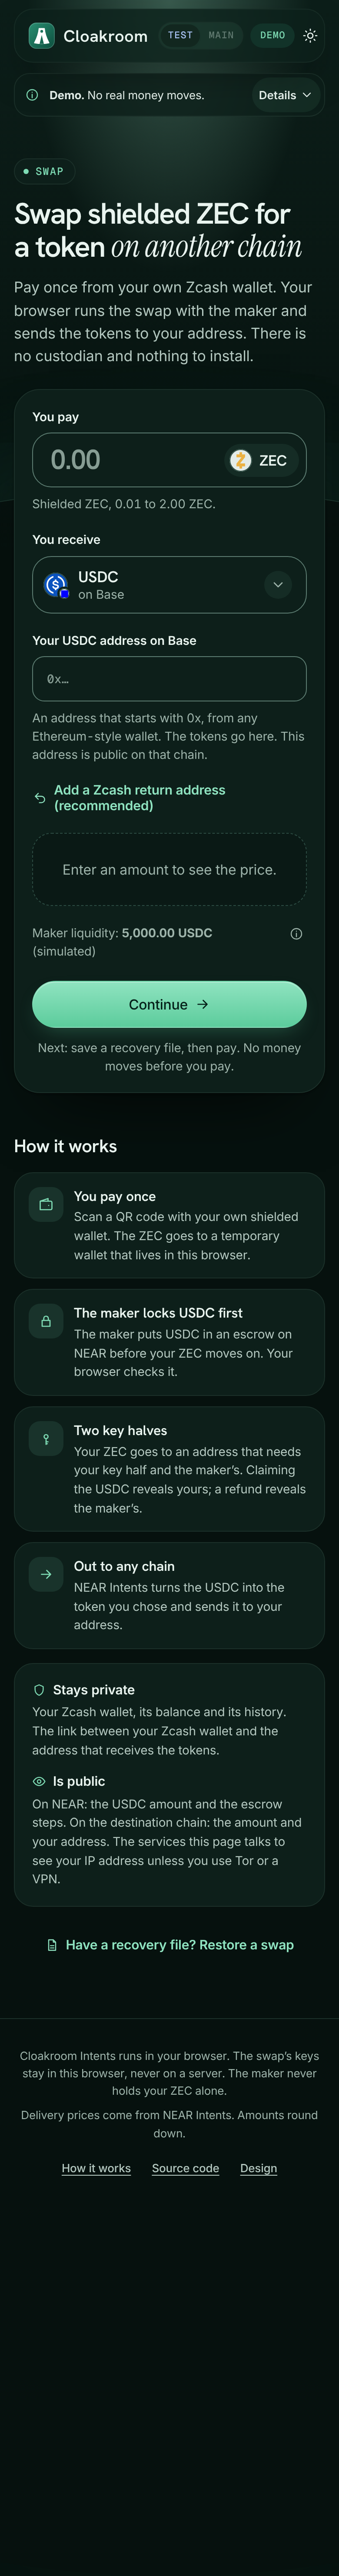 Cloakroom TEST MAIN DEMO
Demo. No real money moves. Details
SWAP
Swap shielded ZEC for
a token on another chain
Pay once from your own Zcash wallet. Your
browser runs the swap with the maker and
sends the tokens to your address. There is
no custodian and nothing to install.
You pay
0.00 ZEC
Shielded ZEC, 0.01 to 2.00 ZEC.
You receive
USDC
on Base
Your USDC address on Base
0x…
An address that starts with 0x, from any
Ethereum-style wallet. The tokens go here. This
address is public on that chain.
Add a Zcash return address
(recommended)
Enter an amount to see the price.
Maker liquidity: 5,000.00 USDC
(simulated)
Continue →
Next: save a recovery file, then pay. No money
moves before you pay.
How it works
You pay once
Scan a QR code with your own shielded
wallet. The ZEC goes to a temporary
wallet that lives in this browser.
The maker locks USDC first
The maker puts USDC in an escrow on
NEAR before your ZEC moves on. Your
browser checks it.
Two key halves
Your ZEC goes to an address that needs
your key half and the maker’s. Claiming
the USDC reveals yours; a refund reveals
the maker’s.
Out to any chain
NEAR Intents turns the USDC into the
token you chose and sends it to your
address.
Stays private
Your Zcash wallet, its balance and its history.
The link between your Zcash wallet and the
address that receives the tokens.
Is public
On NEAR: the USDC amount and the escrow
steps. On the destination chain: the amount and
your address. The services this page talks to
see your IP address unless you use Tor or a
VPN.
Have a recovery file? Restore a swap
Cloakroom Intents runs in your browser. The swap’s keys
stay in this browser, never on a server. The maker never
holds your ZEC alone.
Delivery prices come from NEAR Intents. Amounts round
down.
How it works Source code Design